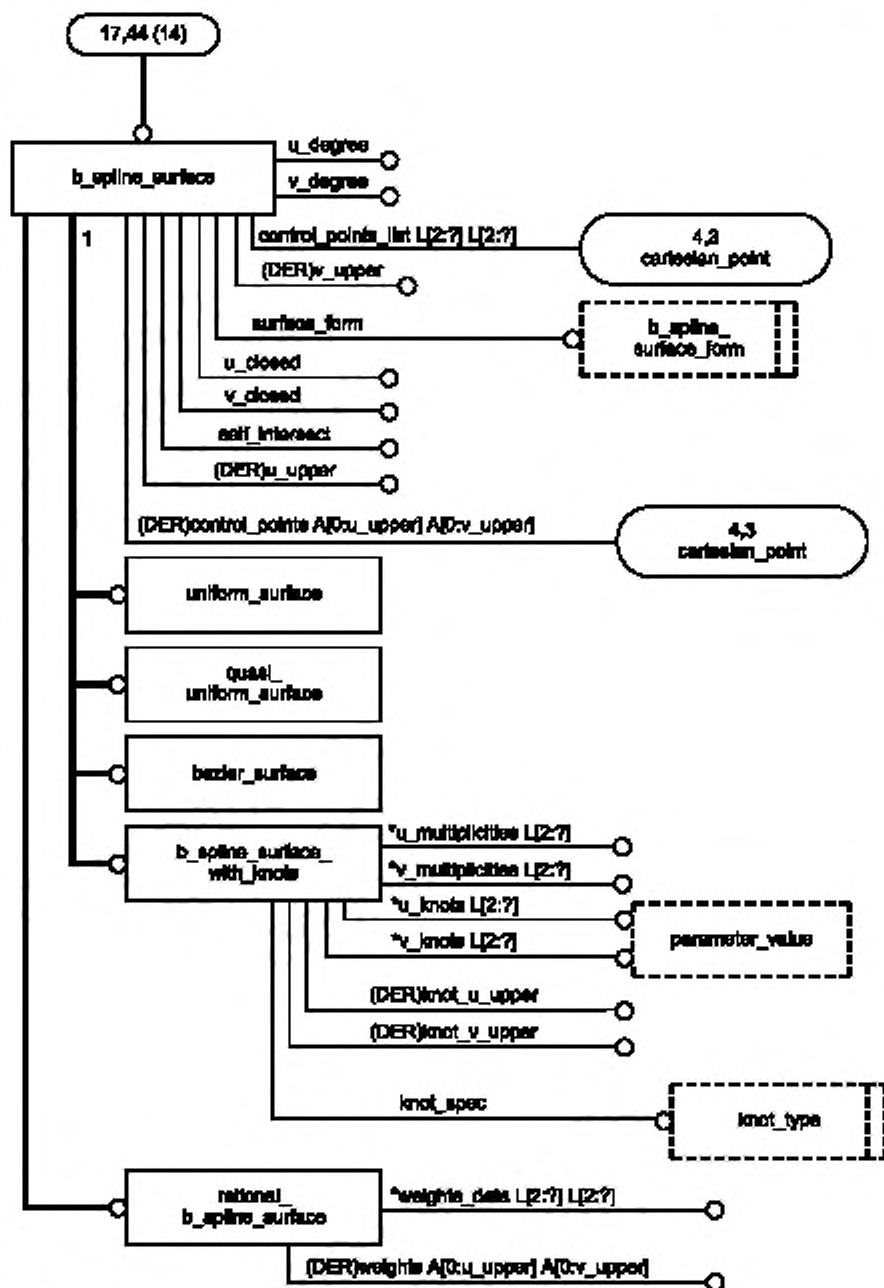 17,44 (14)
b_spline_surface
u_degree
v_degree
1
control_points_list L[2:?] L[2:?]
4,3
cartesian_point
(DER)v_upper
surface_form
b_spline_
surface_form
u_closed
v_closed
self_intersect
(DER)u_upper
(DER)control_points A[0:u_upper] A[0:v_upper]
4,3
cartesian_point
uniform_surface
quasi_
uniform_surface
bezier_surface
b_spline_surface_
with_knots
*u_multiplicities L[2:?]
*v_multiplicities L[2:?]
*u_knots L[2:?]
*v_knots L[2:?]
parameter_value
(DER)knot_u_upper
(DER)knot_v_upper
knot_spec
knot_type
rational_
b_spline_surface
*weights_data L[2:?] L[2:?]
(DER)weights A[0:u_upper] A[0:v_upper]